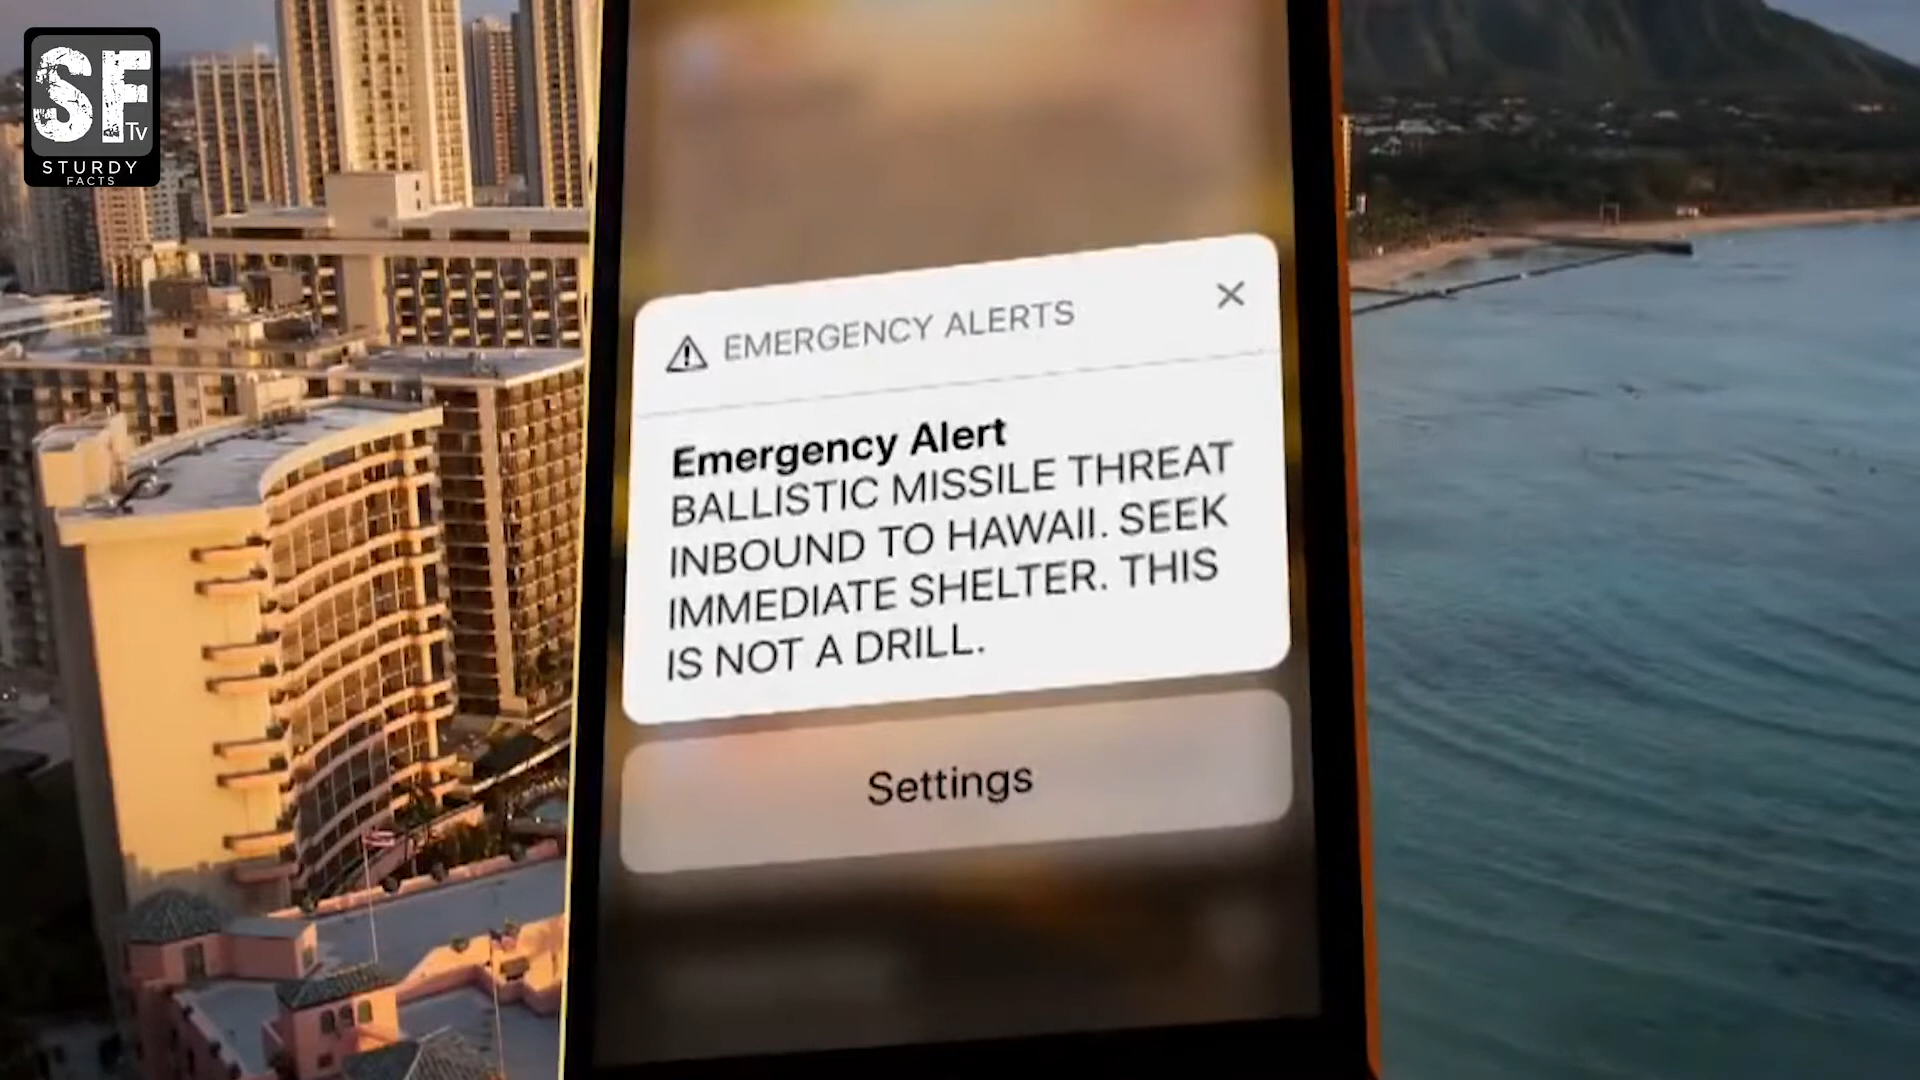 SF
Tv
STURDY
FACTS
EMERGENCY ALERTS
Emergency Alert
BALLISTIC MISSILE THREAT
INBOUND TO HAWAII. SEEK
IMMEDIATE SHELTER. THIS
IS NOT A DRILL.
Settings